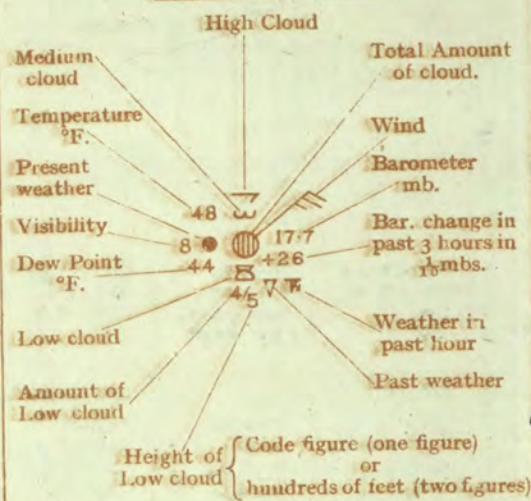 High Cloud
Medium
cloud
Total Amount
of cloud.
Temperature
°F.
Wind
Present
weather
Barometer
mb.
48
Visibility
8
17·7
Bar. change in
past 3 hours in
1/10 mbs.
Dew Point
°F.
44
+26
4/5
Low cloud
Weather in
past hour
Amount of
Low cloud
Past weather
Height of
Low cloud
Code figure (one figure)
or
hundreds of feet (two figures)